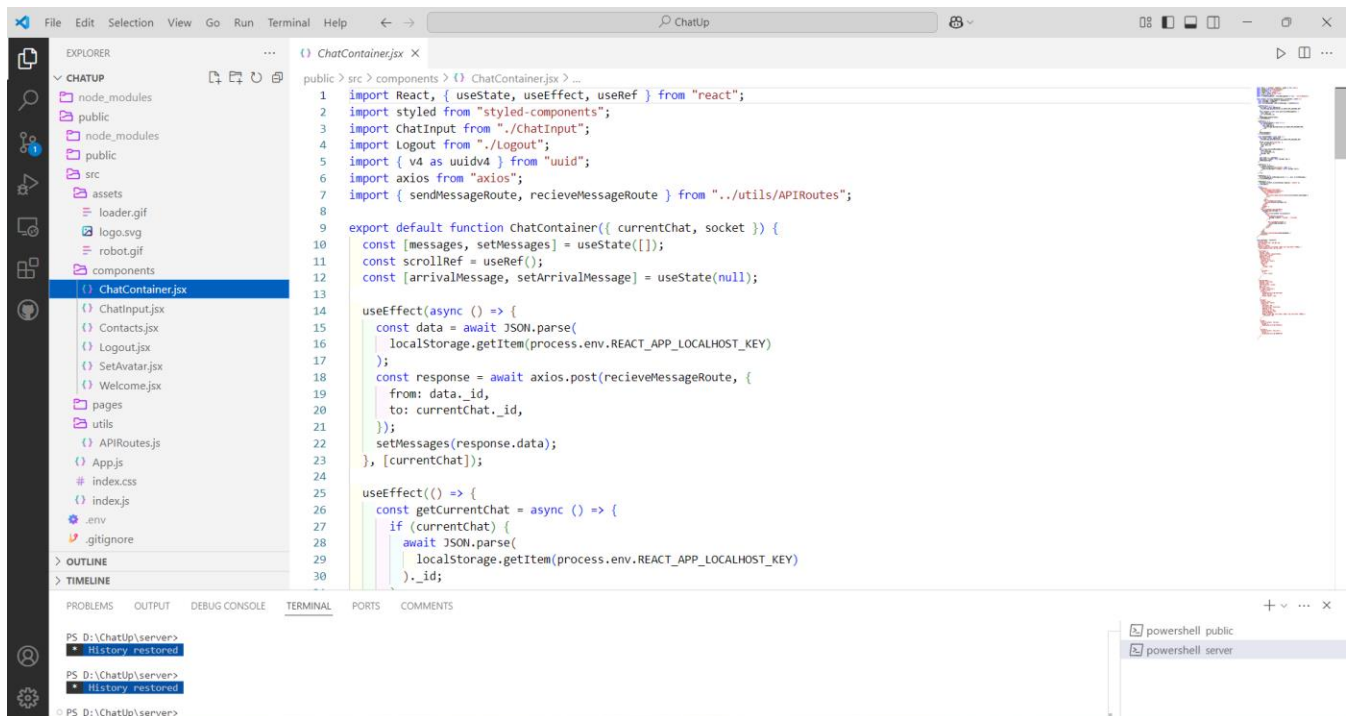 File Edit Selection View Go Run Terminal Help
ChatUp
EXPLORER
CHATUP
node_modules
public
node_modules
public
src
assets
loader.gif
logo.svg
robot.gif
components
ChatContainer.jsx
ChatInput.jsx
Contacts.jsx
Logout.jsx
SetAvatar.jsx
Welcome.jsx
pages
utils
APIRoutes.js
App.js
index.css
index.js
.env
.gitignore
OUTLINE
TIMELINE
1
ChatContainer.jsx
public > src > components > ChatContainer.jsx > ...
1 import React, { useState, useEffect, useRef } from "react";
2 import styled from "styled-components";
3 import ChatInput from "./ChatInput";
4 import Logout from "./Logout";
5 import { v4 as uuidv4 } from "uuid";
6 import axios from "axios";
7 import { sendMessageRoute, recieveMessageRoute } from "../utils/APIRoutes";
8
9 export default function ChatContainer({ currentChat, socket }) {
10 const [messages, setMessages] = useState([]);
11 const scrollRef = useRef();
12 const [arrivalMessage, setArrivalMessage] = useState(null);
13
14 useEffect(async () => {
15 const data = await JSON.parse(
16 localStorage.getItem(process.env.REACT_APP_LOCALHOST_KEY)
17 );
18 const response = await axios.post(recieveMessageRoute, {
19 from: data._id,
20 to: currentChat._id,
21 });
22 setMessages(response.data);
23 }, [currentChat]);
24
25 useEffect(() => {
26 const getCurrentChat = async () => {
27 if (currentChat) {
28 await JSON.parse(
29 localStorage.getItem(process.env.REACT_APP_LOCALHOST_KEY)
30 )._id;
PROBLEMS OUTPUT DEBUG CONSOLE TERMINAL PORTS COMMENTS
PS D:\ChatUp\server>
* History restored
PS D:\ChatUp\server>
* History restored
PS D:\ChatUp\server>
powershell public
powershell server